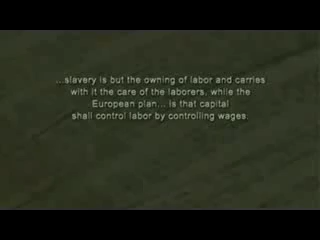 ...slavery is but the owning of labor and carries
with it the care of the laborers, while the
European plan... is that capital
shall control labor by controlling wages.